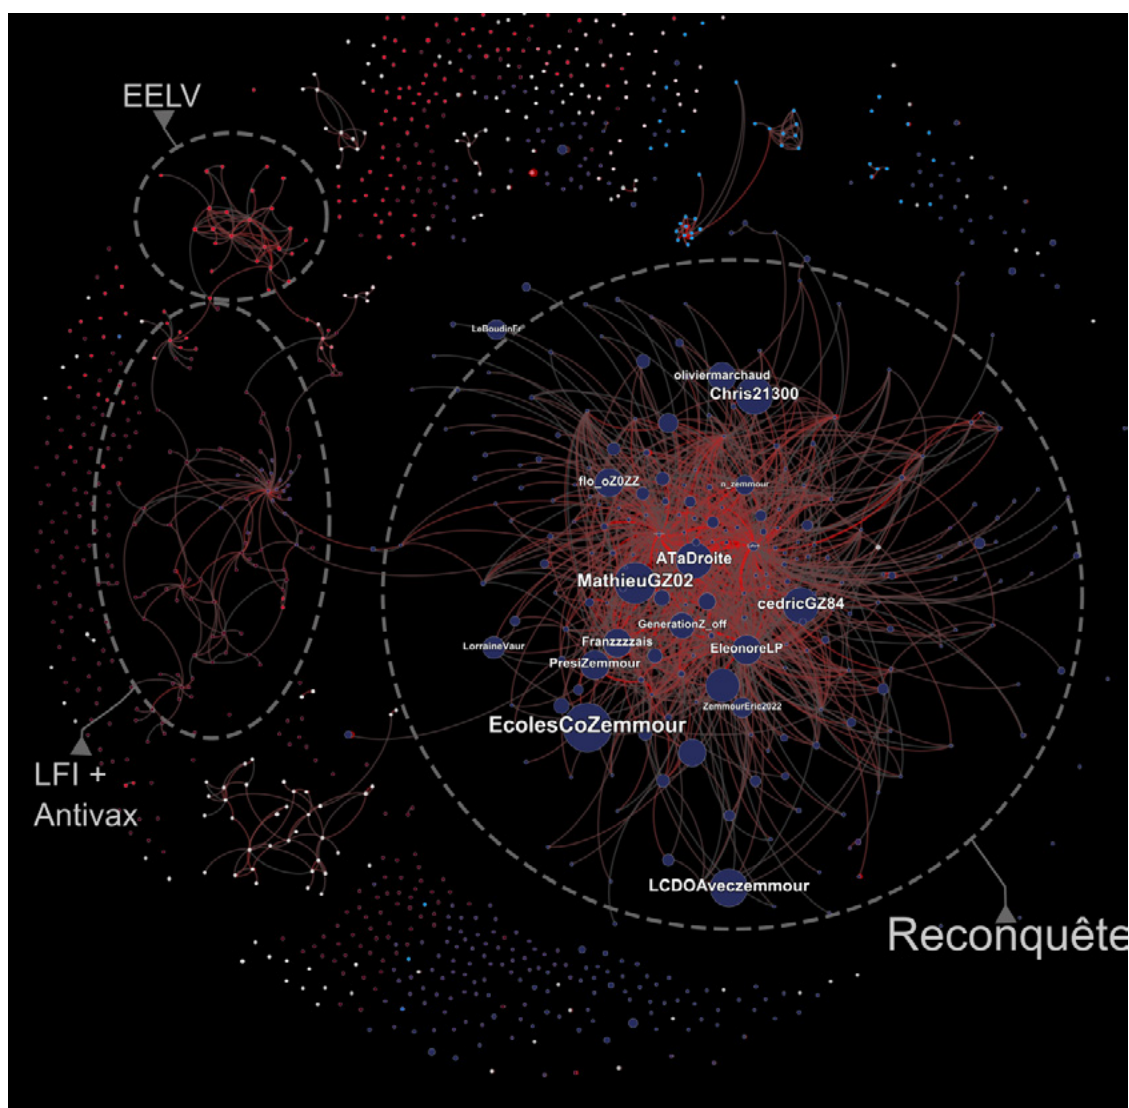 EELV
LeBoudinFr
oliviermarchaud
Chris21300
flo_oZ0ZZ
n_zemmour
ATaDroite
MathieuGZ02
cedricGZ84
GenerationZ_off
Franzzzzais
LorraineVaur
EleonoreLP
PresiZemmour
ZemmourEric2022
EcolesCoZemmour
LFI +
Antivax
LCDOAveczemmour
Reconquête